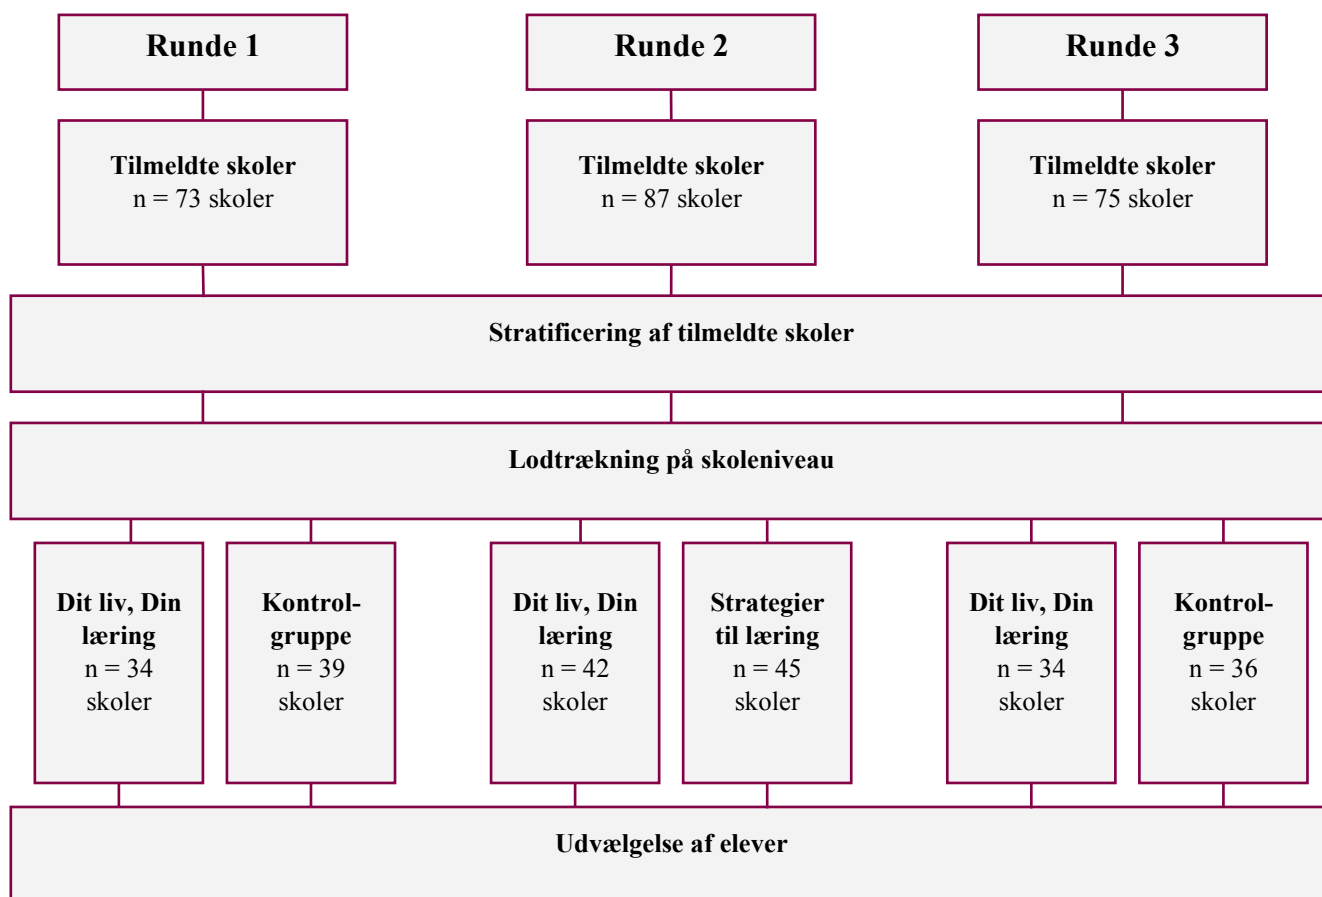 Runde 1
Runde 2
Runde 3
Tilmeldte skoler
n = 73 skoler
Tilmeldte skoler
n = 87 skoler
Tilmeldte skoler
n = 75 skoler
Stratificering af tilmeldte skoler
Lodtrækning på skoleniveau
Dit liv, Din
læring
n = 34
skoler
Kontrol-
gruppe
n = 39
skoler
Dit liv, Din
læring
n = 42
skoler
Strategier
til læring
n = 45
skoler
Dit liv, Din
læring
n = 34
skoler
Kontrol-
gruppe
n = 36
skoler
Udvælgelse af elever